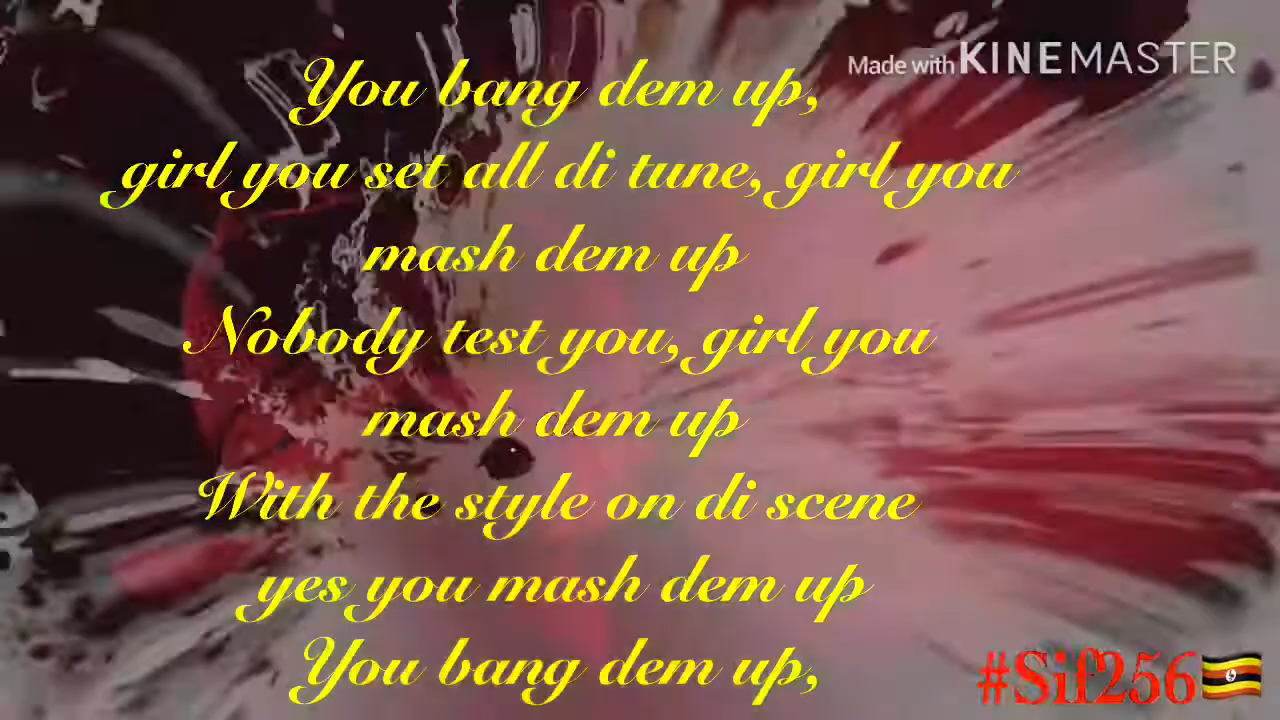 Made with KINEMASTER
You bang dem up,
girl you set all di tune, girl you
mash dem up
Nobody test you, girl you
mash dem up
With the style on di scene
yes you mash dem up
You bang dem up,
#Sif256🇺🇬